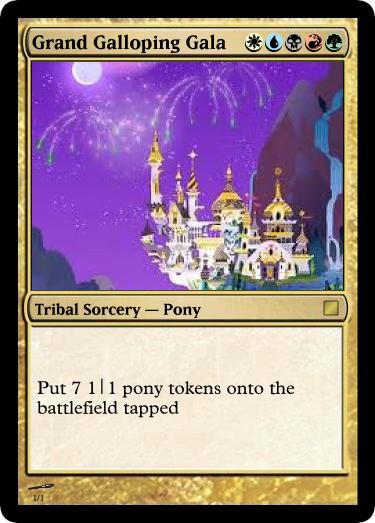 Grand Galloping Gala
Tribal Sorcery — Pony
Put 7 1|1 pony tokens onto the
battlefield tapped
1/1